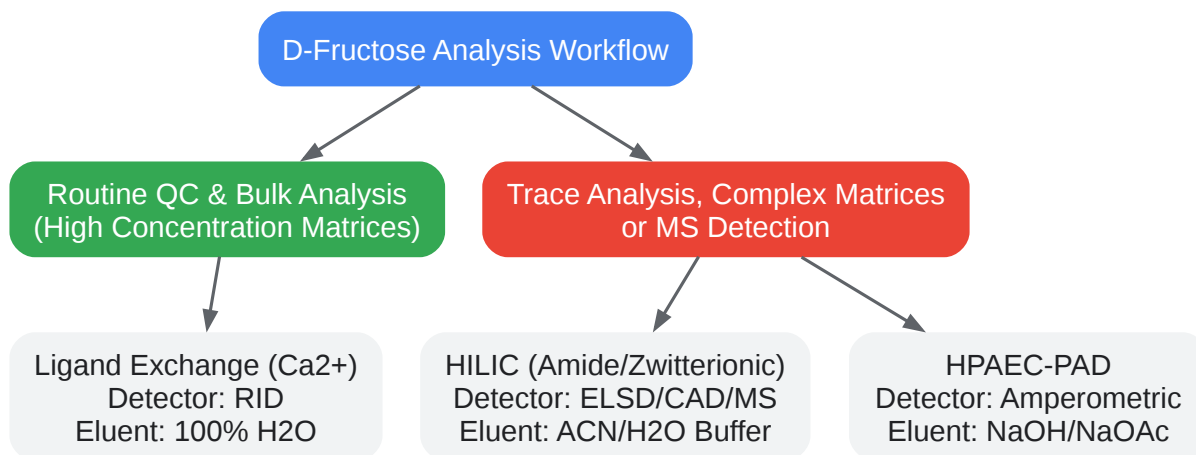 D-Fructose Analysis Workflow
Routine QC & Bulk Analysis
(High Concentration Matrices)
Trace Analysis, Complex Matrices
or MS Detection
Ligand Exchange (Ca2+)
Detector: RID
Eluent: 100% H2O
HILIC (Amide/Zwitterionic)
Detector: ELSD/CAD/MS
Eluent: ACN/H2O Buffer
HPAEC-PAD
Detector: Amperometric
Eluent: NaOH/NaOAc